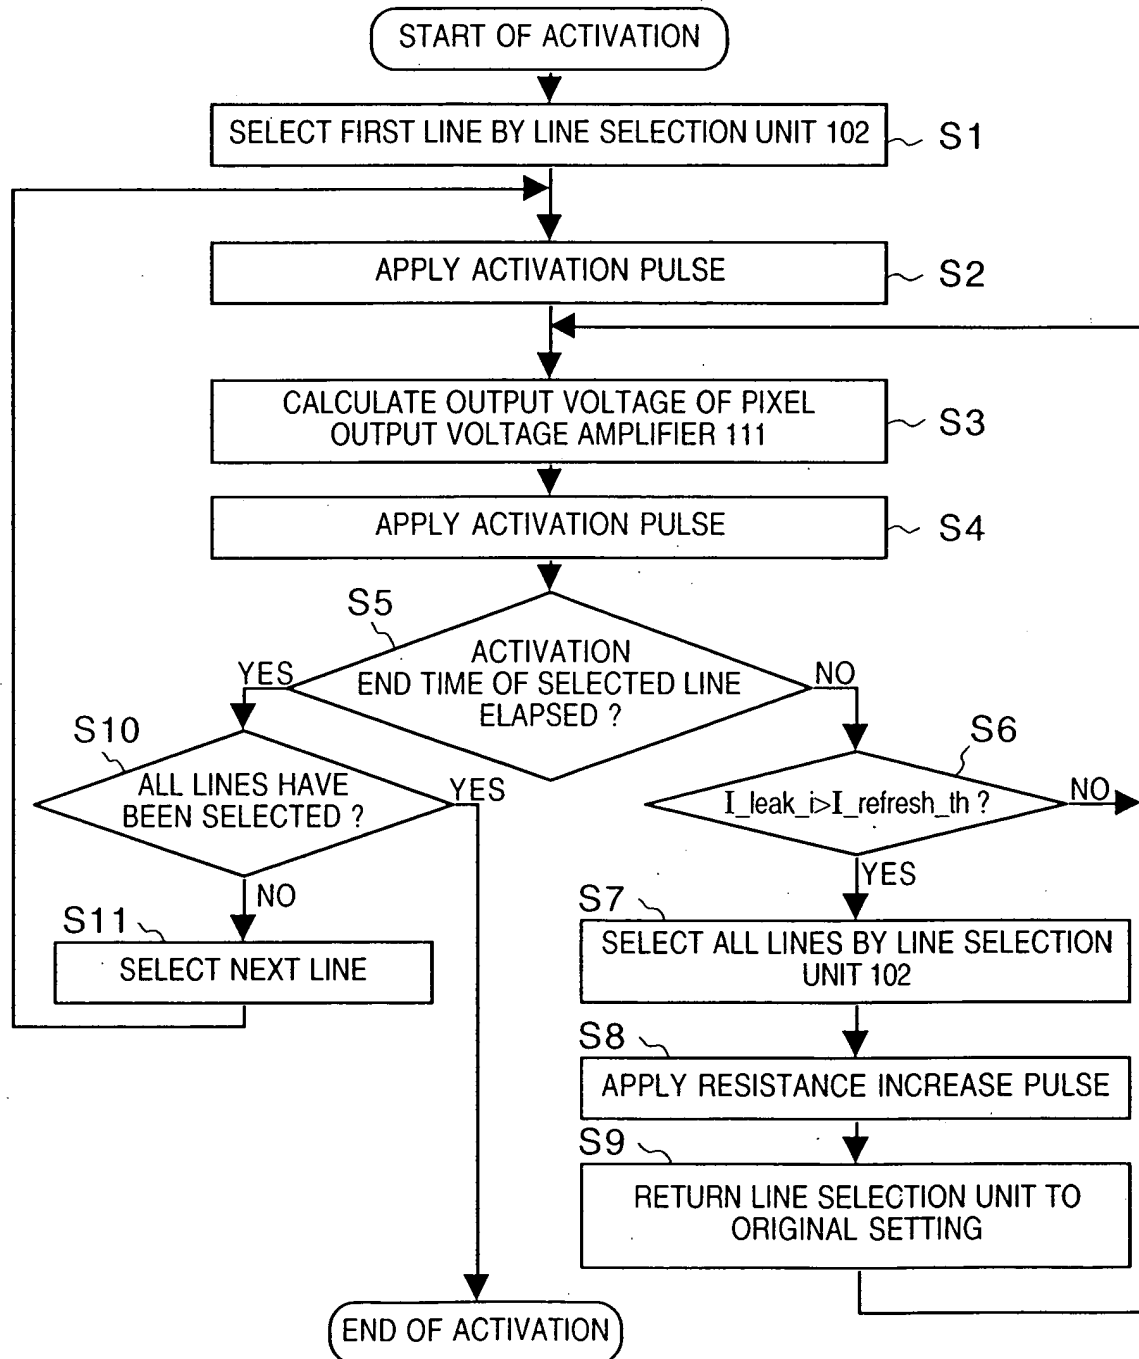 START OF ACTIVATION
SELECT FIRST LINE BY LINE SELECTION UNIT 102
S1
APPLY ACTIVATION PULSE
S2
CALCULATE OUTPUT VOLTAGE OF PIXEL
OUTPUT VOLTAGE AMPLIFIER 111
S3
APPLY ACTIVATION PULSE
S4
S5
ACTIVATION
END TIME OF SELECTED LINE
ELAPSED ?
YES
NO
S10
ALL LINES HAVE
BEEN SELECTED ?
YES
NO
S6
I_leak_i>I_refresh_th ?
NO
YES
S11
SELECT NEXT LINE
S7
SELECT ALL LINES BY LINE SELECTION
UNIT 102
S8
APPLY RESISTANCE INCREASE PULSE
S9
RETURN LINE SELECTION UNIT TO
ORIGINAL SETTING
END OF ACTIVATION